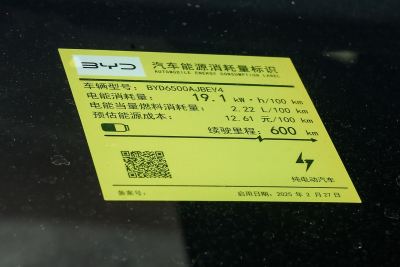 BYD 汽车能源消耗量标识
AUTOMOBILE ENERGY CONSUMPTION LABEL
车辆型号: BYD6500AJBEV4
电能消耗量: 19.1 kW·h/100 km
电能当量燃料消耗量: 2.22 L/100 km
预估能源成本: 12.61 元/100 km
续驶里程: 600 km
纯电动汽车
备案号:
启用日期: 2025 年 2 月 27 日